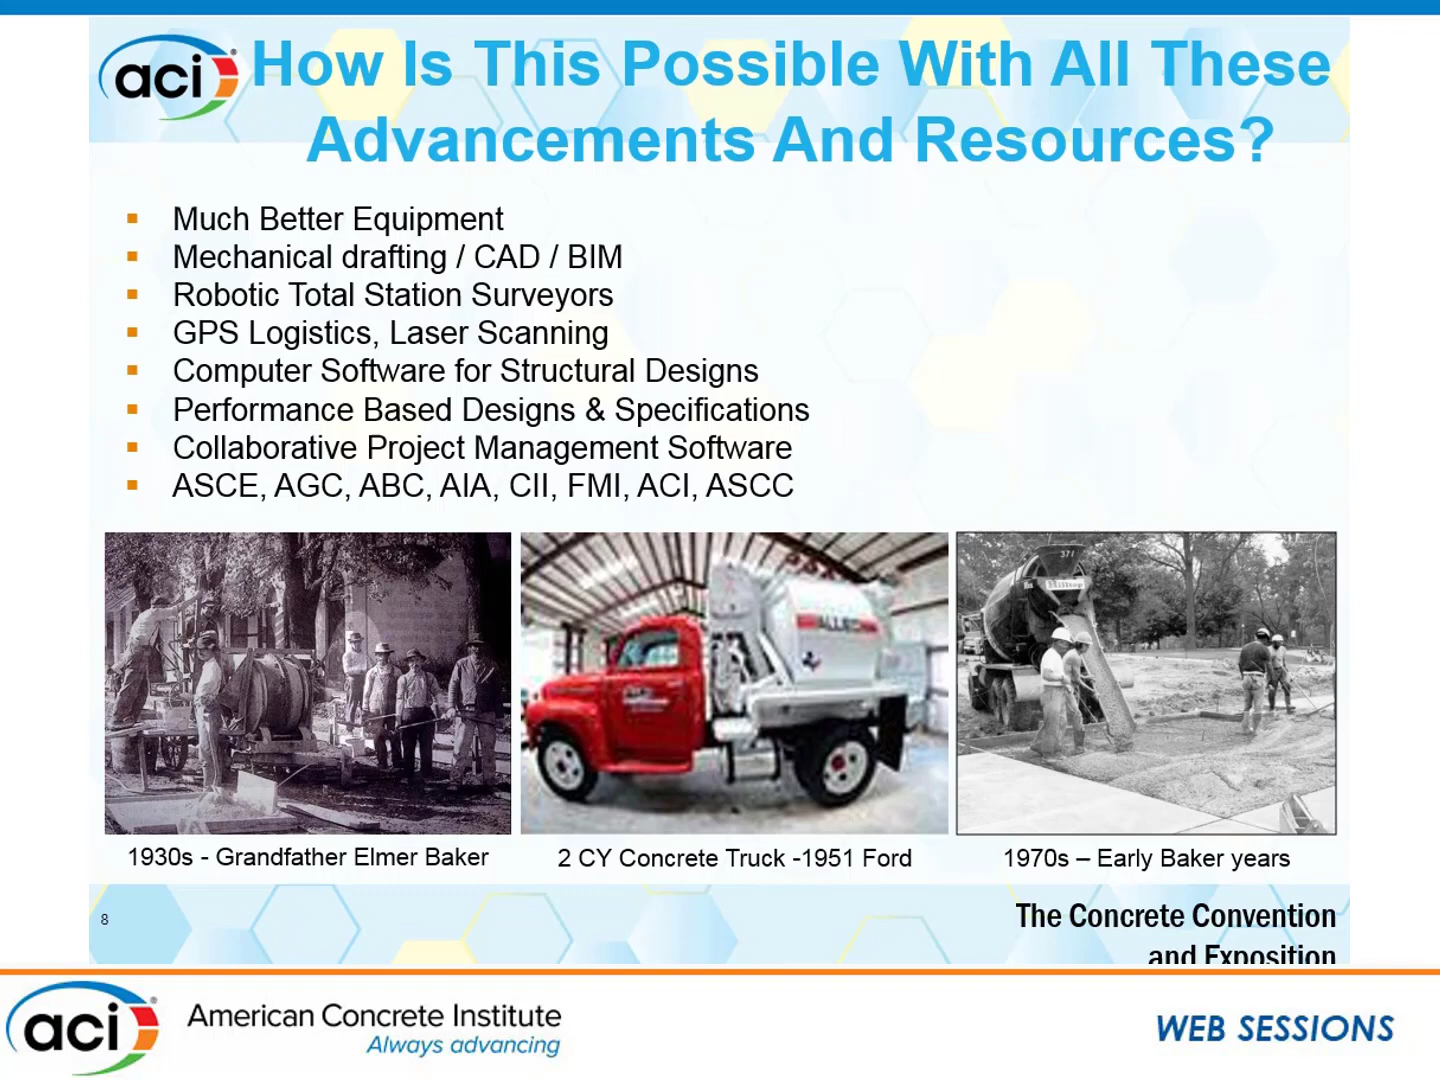 aci
How Is This Possible With All These
Advancements And Resources?
▪ Much Better Equipment
▪ Mechanical drafting / CAD / BIM
▪ Robotic Total Station Surveyors
▪ GPS Logistics, Laser Scanning
▪ Computer Software for Structural Designs
▪ Performance Based Designs & Specifications
▪ Collaborative Project Management Software
▪ ASCE, AGC, ABC, AIA, CII, FMI, ACI, ASCC
371
Hilltop
1930s - Grandfather Elmer Baker
2 CY Concrete Truck -1951 Ford
1970s – Early Baker years
8
The Concrete Convention
and Exposition
aci
American Concrete Institute
Always advancing
WEB SESSIONS